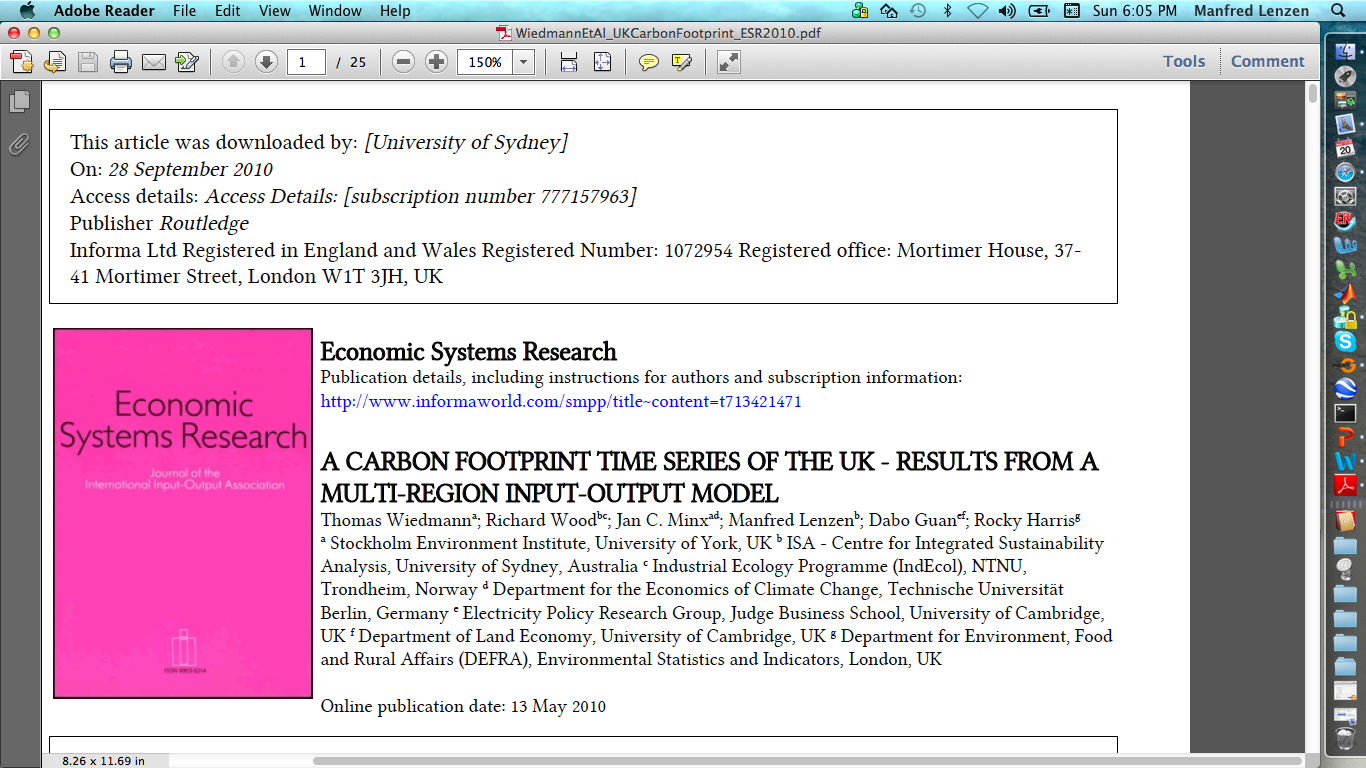 Adobe Reader File Edit View Window Help Sun 6:05 PM Manfred Lenzen
WiedmannEtAl_UKCarbonFootprint_ESR2010.pdf
1 / 25 150% Tools Comment
This article was downloaded by: [University of Sydney]
On: 28 September 2010
Access details: Access Details: [subscription number 777157963]
Publisher Routledge
Informa Ltd Registered in England and Wales Registered Number: 1072954 Registered office: Mortimer House, 37-
41 Mortimer Street, London W1T 3JH, UK
Economic
Systems Research
Journal of the
International Input-Output Association
Economic Systems Research
Publication details, including instructions for authors and subscription information:
http://www.informaworld.com/smpp/title~content=t713421471
A CARBON FOOTPRINT TIME SERIES OF THE UK - RESULTS FROM A
MULTI-REGION INPUT-OUTPUT MODEL
Thomas Wiedmannᵃ; Richard Woodᵇᶜ; Jan C. Minxᵃᵈ; Manfred Lenzenᵇ; Dabo Guanᵉᶠ; Rocky Harrisᵍ
ᵃ Stockholm Environment Institute, University of York, UK ᵇ ISA - Centre for Integrated Sustainability
Analysis, University of Sydney, Australia ᶜ Industrial Ecology Programme (IndEcol), NTNU,
Trondheim, Norway ᵈ Department for the Economics of Climate Change, Technische Universität
Berlin, Germany ᵉ Electricity Policy Research Group, Judge Business School, University of Cambridge,
UK ᶠ Department of Land Economy, University of Cambridge, UK ᵍ Department for Environment, Food
and Rural Affairs (DEFRA), Environmental Statistics and Indicators, London, UK
Online publication date: 13 May 2010
8.26 x 11.69 in
20